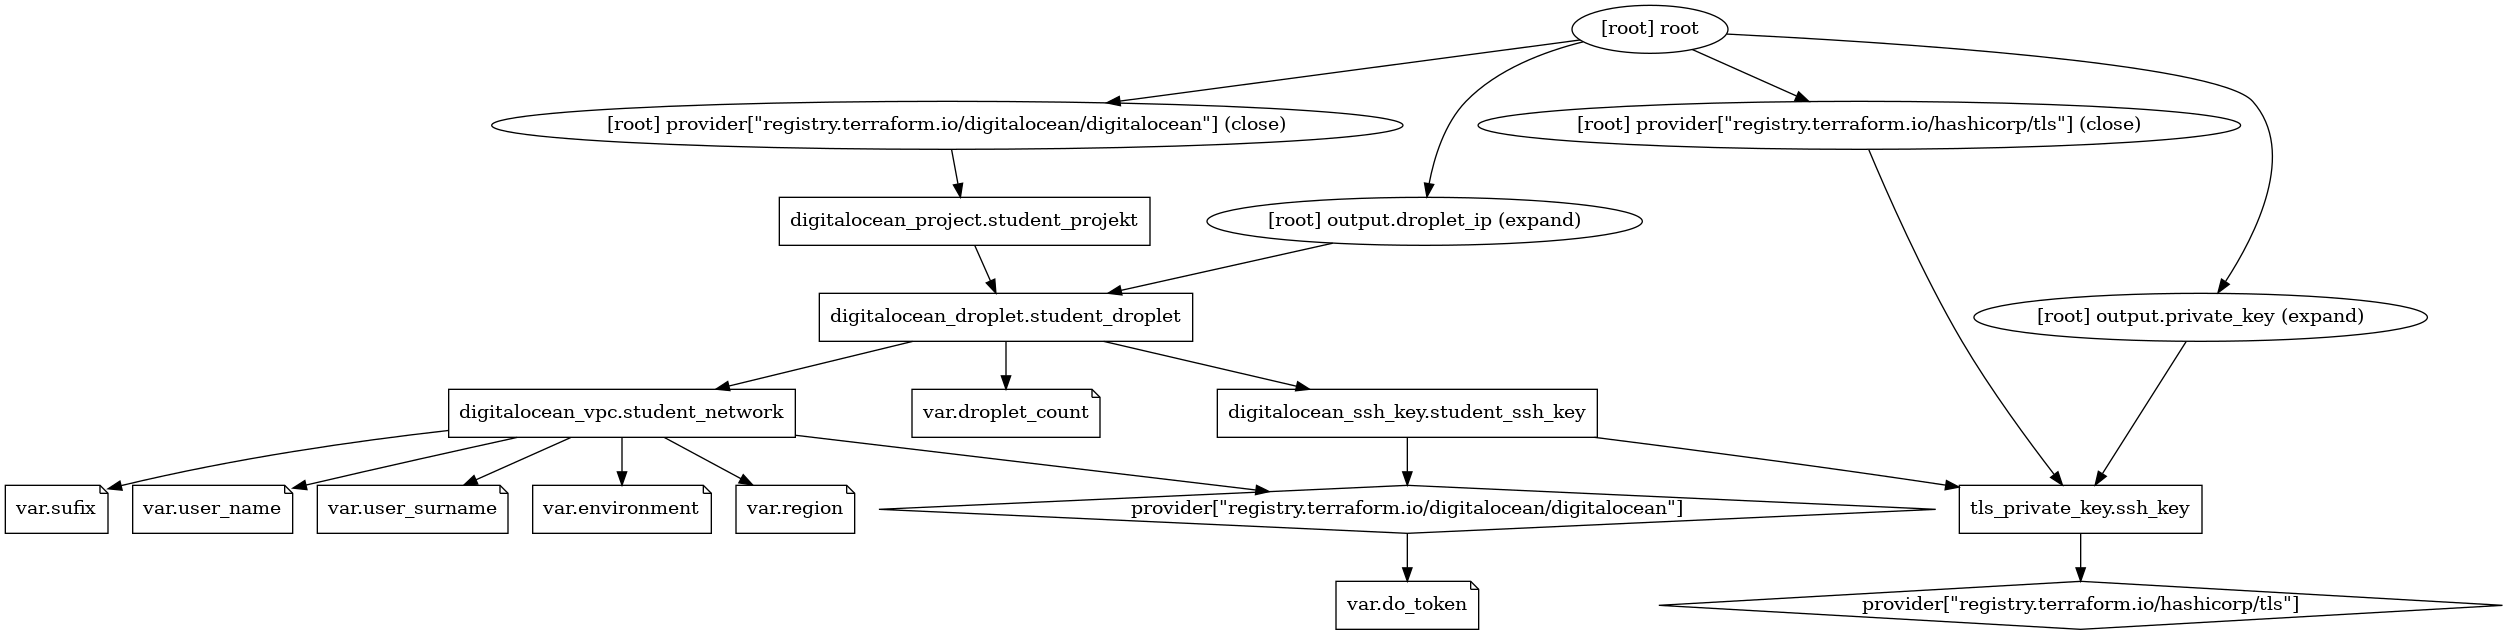 [root] root
[root] provider[\"registry.terraform.io/digitalocean/digitalocean\"] (close)
[root] provider[\"registry.terraform.io/hashicorp/tls\"] (close)
digitalocean_project.student_projekt
[root] output.droplet_ip (expand)
digitalocean_droplet.student_droplet
[root] output.private_key (expand)
digitalocean_vpc.student_network
var.droplet_count
digitalocean_ssh_key.student_ssh_key
var.sufix
var.user_name
var.user_surname
var.environment
var.region
provider[\"registry.terraform.io/digitalocean/digitalocean\"]
tls_private_key.ssh_key
var.do_token
provider[\"registry.terraform.io/hashicorp/tls\"]